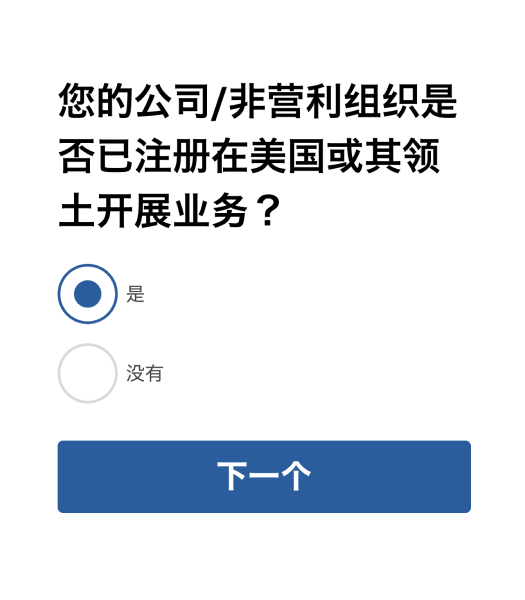 您的公司/非营利组织是
否已注册在美国或其领
土开展业务？
是
没有
下一个